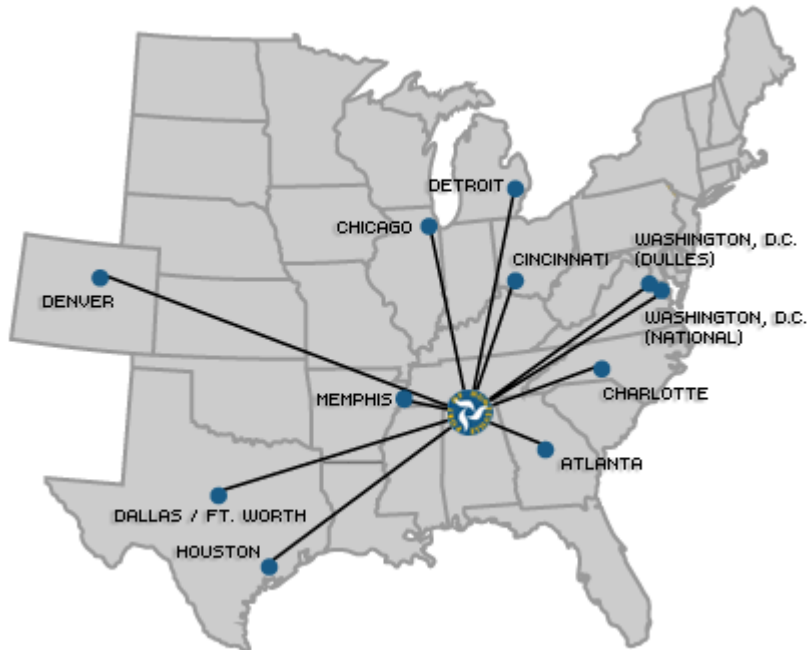 DETROIT
CHICAGO
CINCINNATI
WASHINGTON, D.C.
(DULLES)
DENVER
WASHINGTON, D.C.
(NATIONAL)
MEMPHIS
CHARLOTTE
ATLANTA
DALLAS / FT. WORTH
HOUSTON